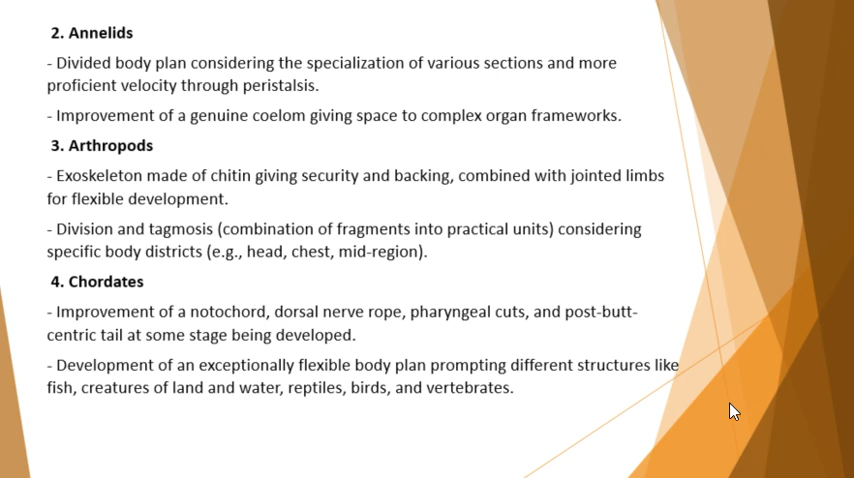 2. Annelids
- Divided body plan considering the specialization of various sections and more
proficient velocity through peristalsis.
- Improvement of a genuine coelom giving space to complex organ frameworks.
3. Arthropods
- Exoskeleton made of chitin giving security and backing, combined with jointed limbs
for flexible development.
- Division and tagmosis (combination of fragments into practical units) considering
specific body districts (e.g., head, chest, mid-region).
4. Chordates
- Improvement of a notochord, dorsal nerve rope, pharyngeal cuts, and post-butt-
centric tail at some stage being developed.
- Development of an exceptionally flexible body plan prompting different structures like
fish, creatures of land and water, reptiles, birds, and vertebrates.